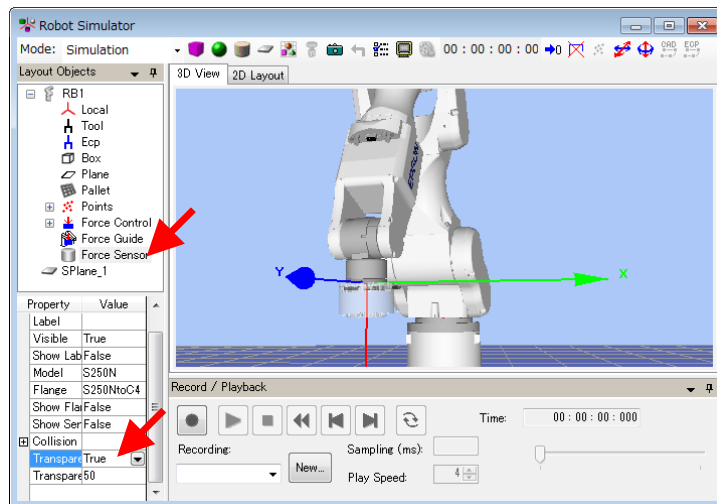 Robot Simulator
Mode: Simulation
00 : 00 : 00 : 00
CAD
EOP
Layout Objects
3D View
2D Layout
RB1
Local
Tool
Ecp
Box
Plane
Pallet
Points
Force Control
Force Guide
Force Sensor
SPlane_1
Y
X
EPSON
Property Value
Label
Visible True
Show Lab False
Model S250N
Flange S250NtoC4
Show Fla False
Show Ser False
Collision
Transpare True
Transpare 50
Record / Playback
Time: 00 : 00 : 00 : 000
Recording:
New...
Sampling (ms):
Play Speed: 4